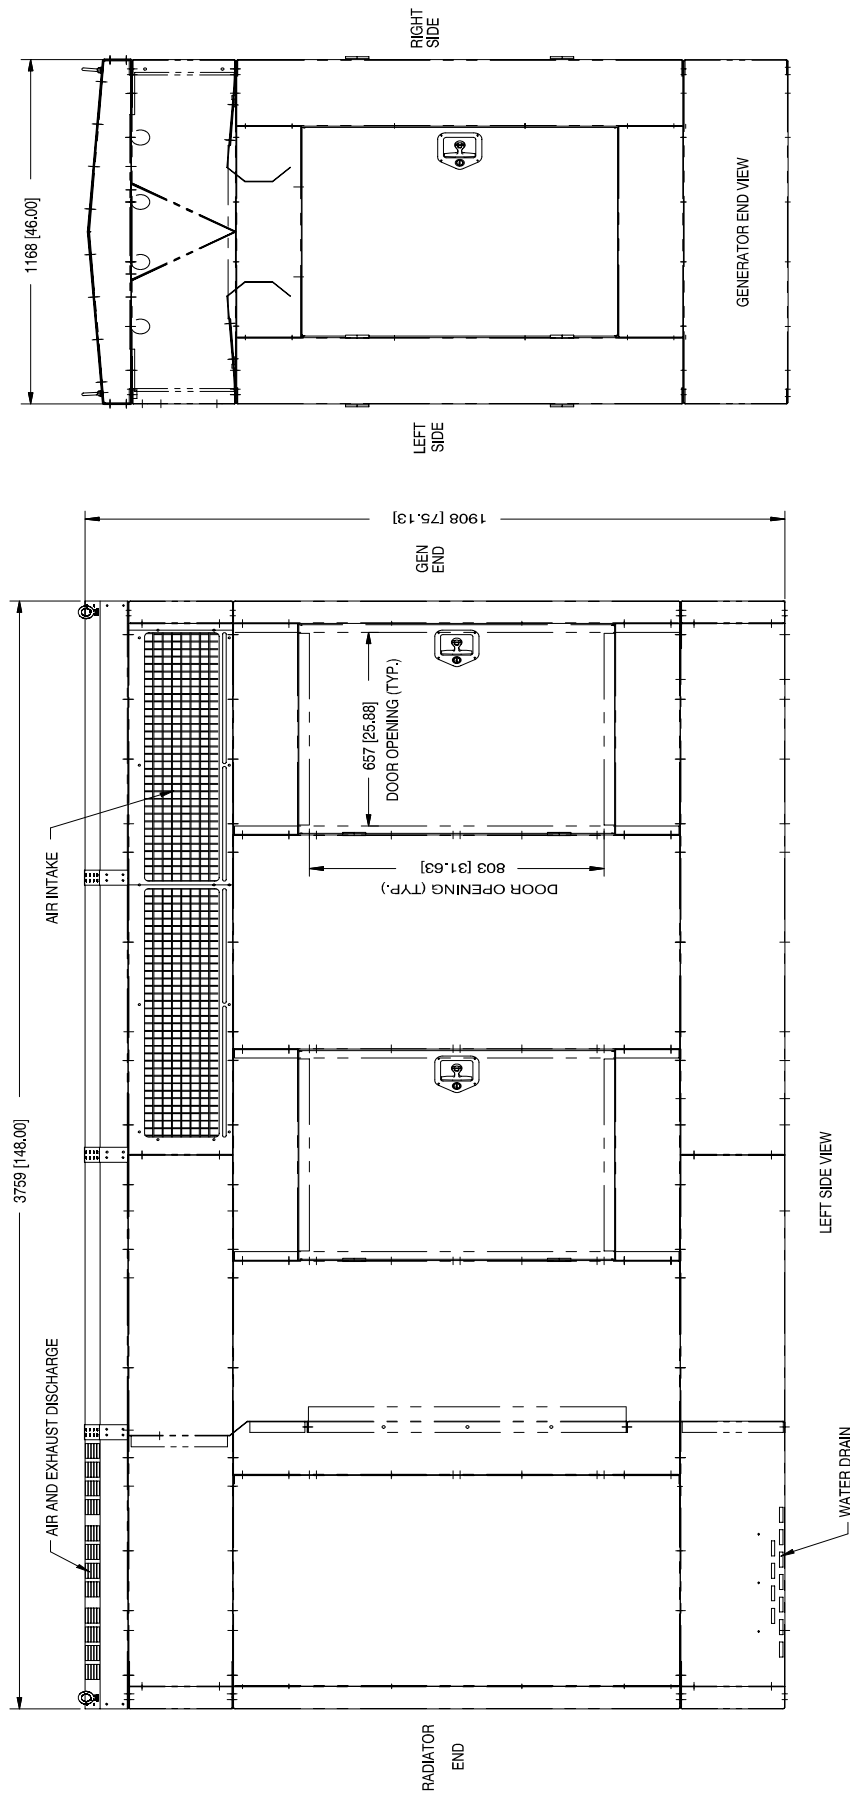 RIGHT
SIDE
1168 [46.00]
GENERATOR END VIEW
LEFT
SIDE
1908 [75.13]
GEN
END
657 [25.88]
DOOR OPENING (TYP.)
803 [31.63]
DOOR OPENING (TYP.)
AIR INTAKE
3759 [148.00]
LEFT SIDE VIEW
AIR AND EXHAUST DISCHARGE
WATER DRAIN
RADIATOR
END